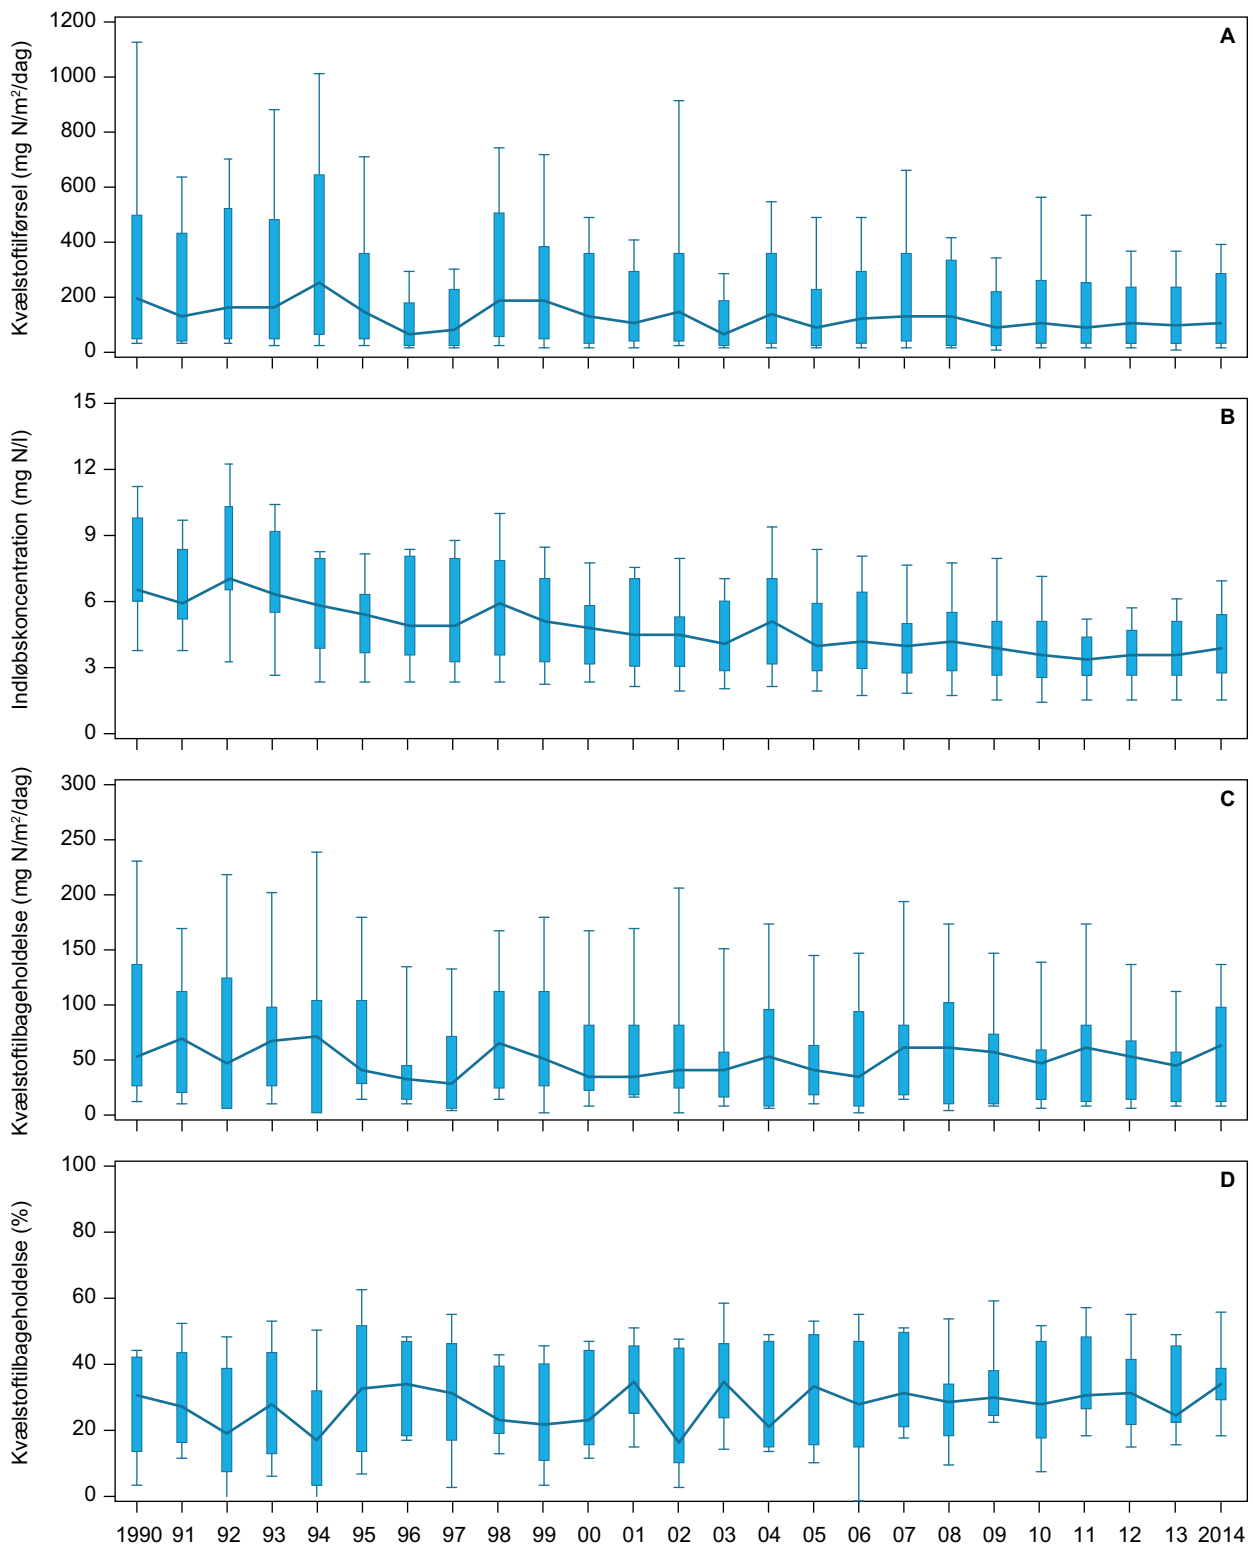 A
Kvælstoftilførsel (mg N/m²/dag)
1200
1000
800
600
400
200
0
B
Indløbskoncentration (mg N/l)
15
12
9
6
3
0
C
Kvælstoftilbageholdelse (mg N/m²/dag)
300
250
200
150
100
50
0
D
Kvælstoftilbageholdelse (%)
100
80
60
40
20
0
1990 91 92 93 94 95 96 97 98 99 00 01 02 03 04 05 06 07 08 09 10 11 12 13 2014